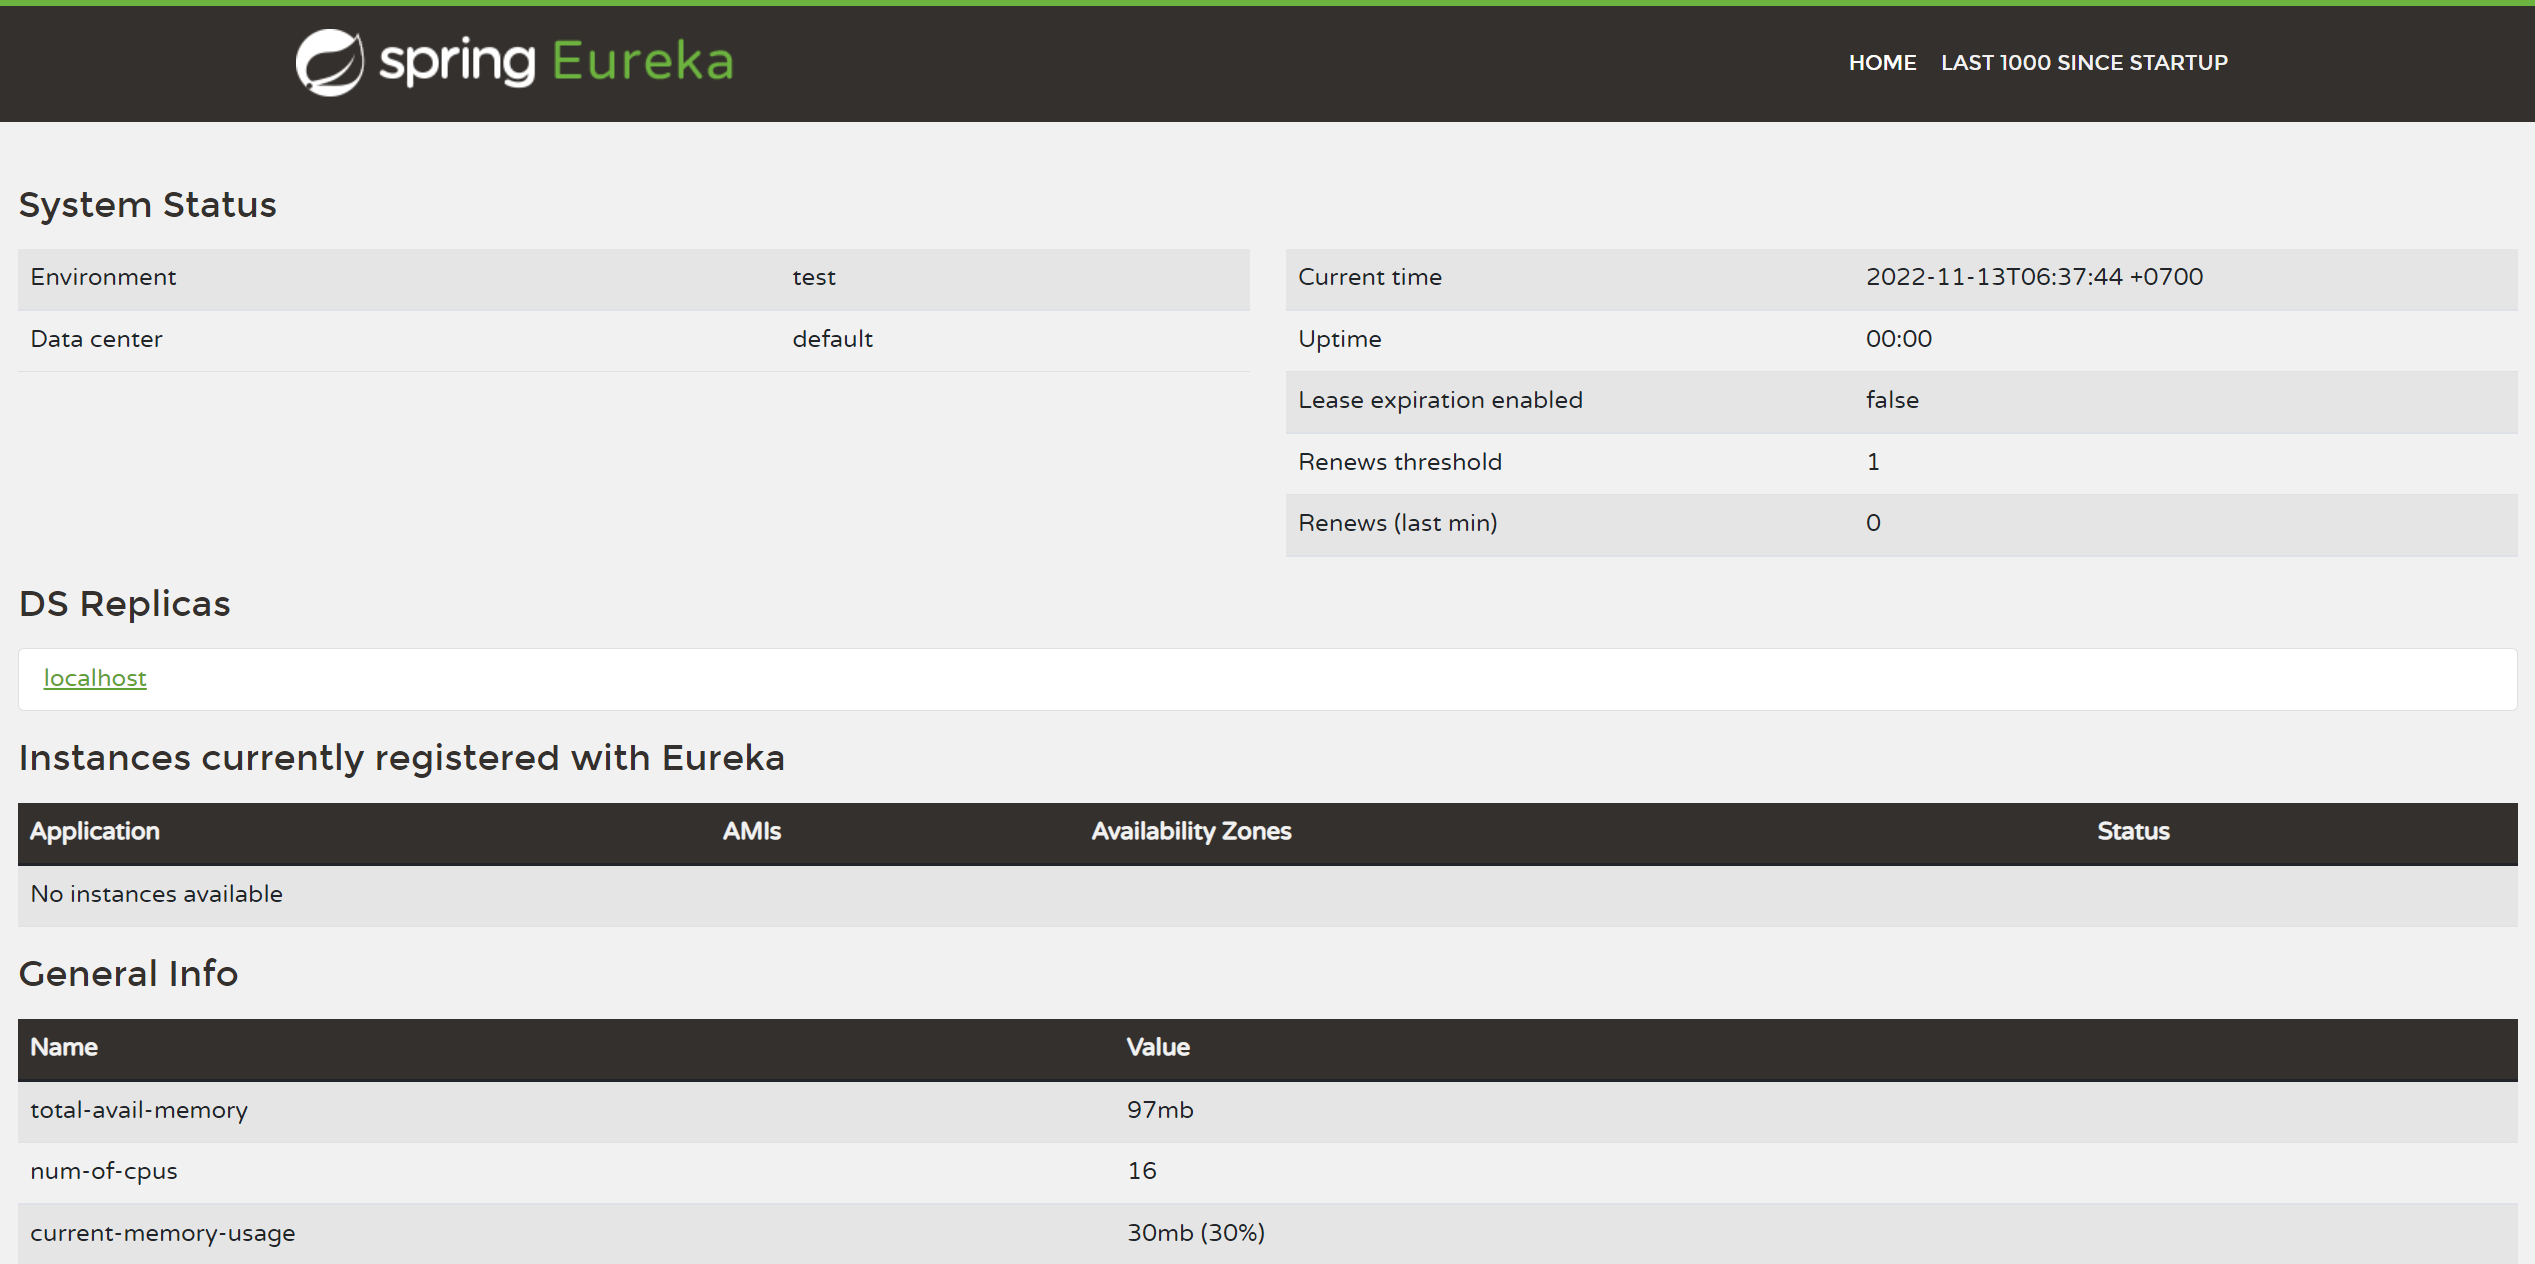 spring Eureka
HOME LAST 1000 SINCE STARTUP
System Status
Environment test
Data center default
Current time 2022-11-13T06:37:44 +0700
Uptime 00:00
Lease expiration enabled false
Renews threshold 1
Renews (last min) 0
DS Replicas
localhost
Instances currently registered with Eureka
Application AMIs Availability Zones Status
No instances available
General Info
Name Value
total-avail-memory 97mb
num-of-cpus 16
current-memory-usage 30mb (30%)